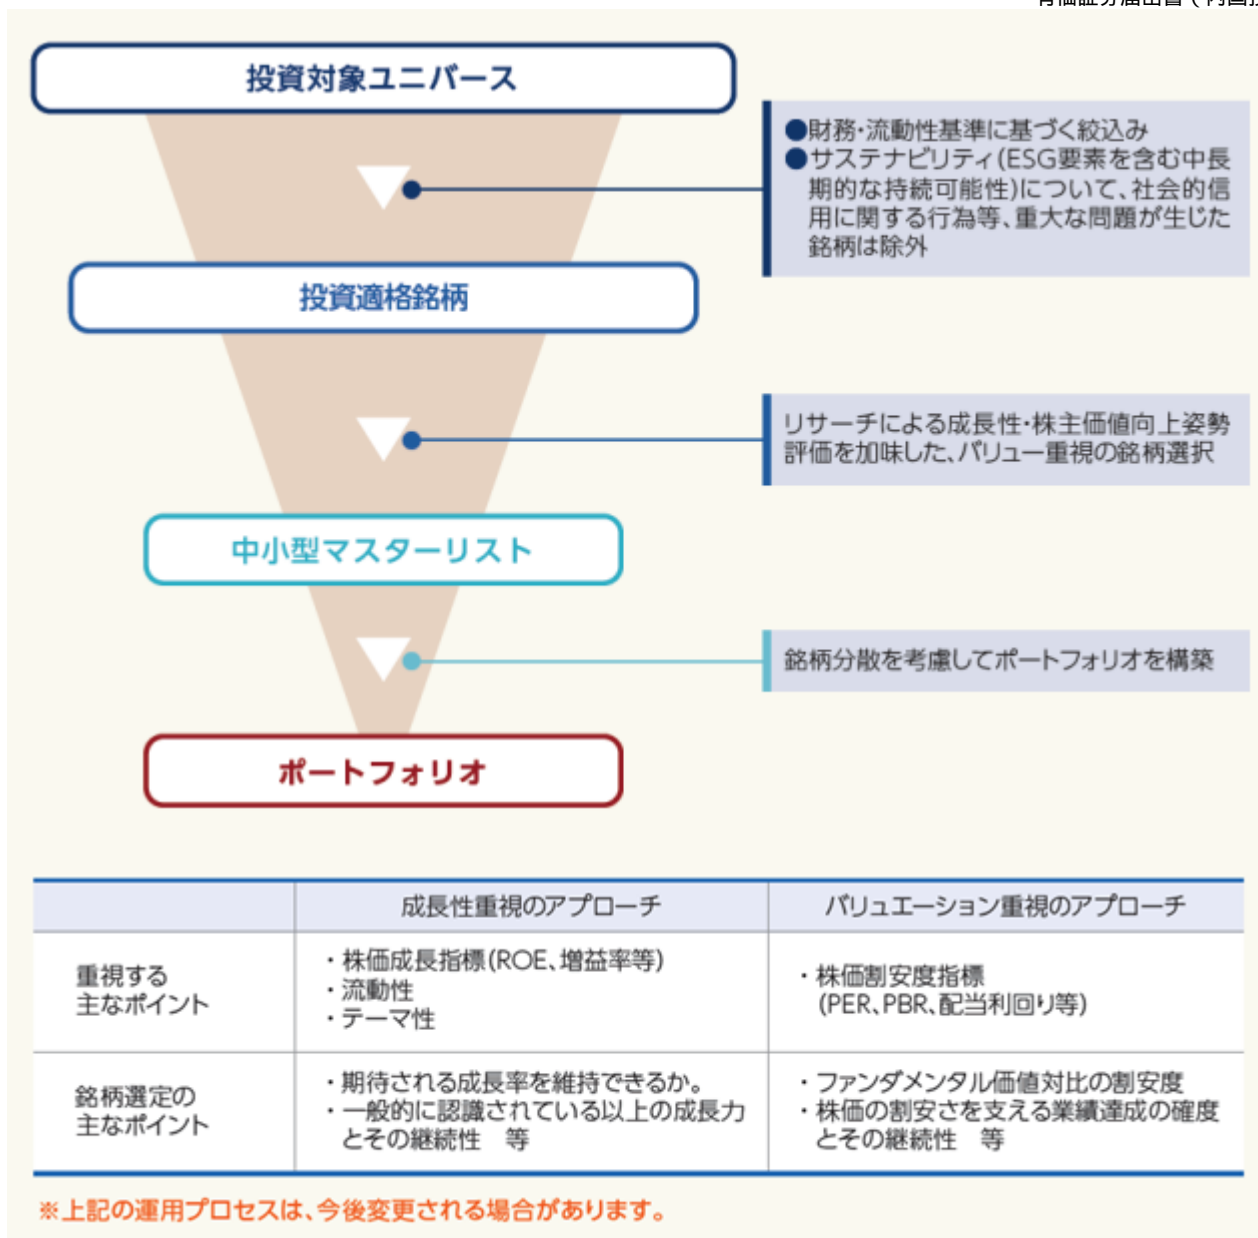 投資対象ユニバース
●財務・流動性基準に基づく絞込み
●サステナビリティ(ESG要素を含む中長
期的な持続可能性)について、社会的信
用に関する行為等、重大な問題が生じた
銘柄は除外
投資適格銘柄
リサーチによる成長性・株主価値向上姿勢
評価を加味した、バリュー重視の銘柄選択
中小型マスターリスト
銘柄分散を考慮してポートフォリオを構築
ポートフォリオ
成長性重視のアプローチ
バリュエーション重視のアプローチ
重視する
主なポイント
・株価成長指標(ROE、増益率等)
・流動性
・テーマ性
・株価割安度指標
(PER、PBR、配当利回り等)
銘柄選定の
主なポイント
・期待される成長率を維持できるか。
・一般的に認識されている以上の成長力
とその継続性 等
・ファンダメンタル価値対比の割安度
・株価の割安さを支える業績達成の確度
とその継続性 等
※上記の運用プロセスは、今後変更される場合があります。